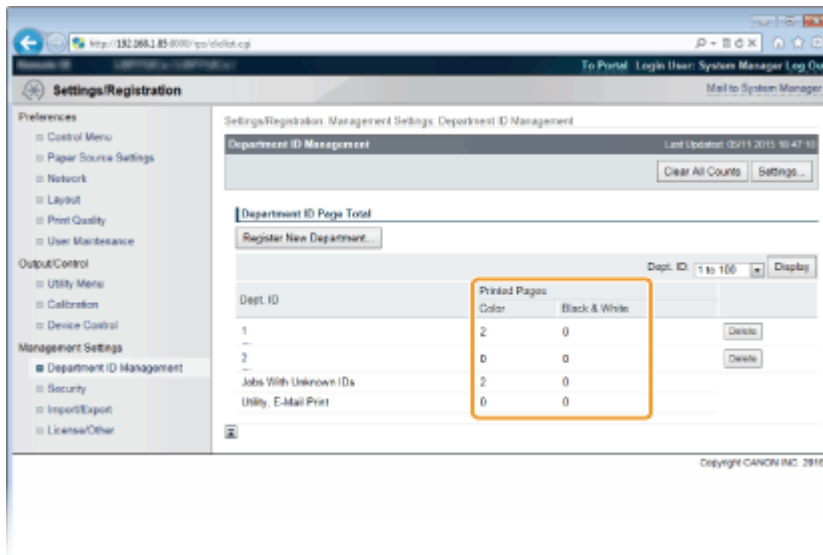 http://192.168.1.85:8000/rps/didlist.cgi
To Portal Login User: System Manager Log Ou
Settings/Registration
Mail to System Manager
Preferences
Control Menu
Paper Source Settings
Network
Layout
Print Quality
User Maintenance
Output/Control
Utility Menu
Calibration
Device Control
Management Settings
Department ID Management
Security
Import/Export
License/Other
Settings/Registration: Management Settings: Department ID Management
Department ID Management
Last Updated: 05/11 2015 16:47:10
Clear All Counts Settings...
Department ID Page Total
Register New Department...
Dept. ID: 1 to 100 Display
Dept. ID Printed Pages
Color Black & White
1 2 0 Delete
2 0 0 Delete
Jobs With Unknown IDs 2 0
Utility, E-Mail Print 0 0
Copyright CANON INC. 2015